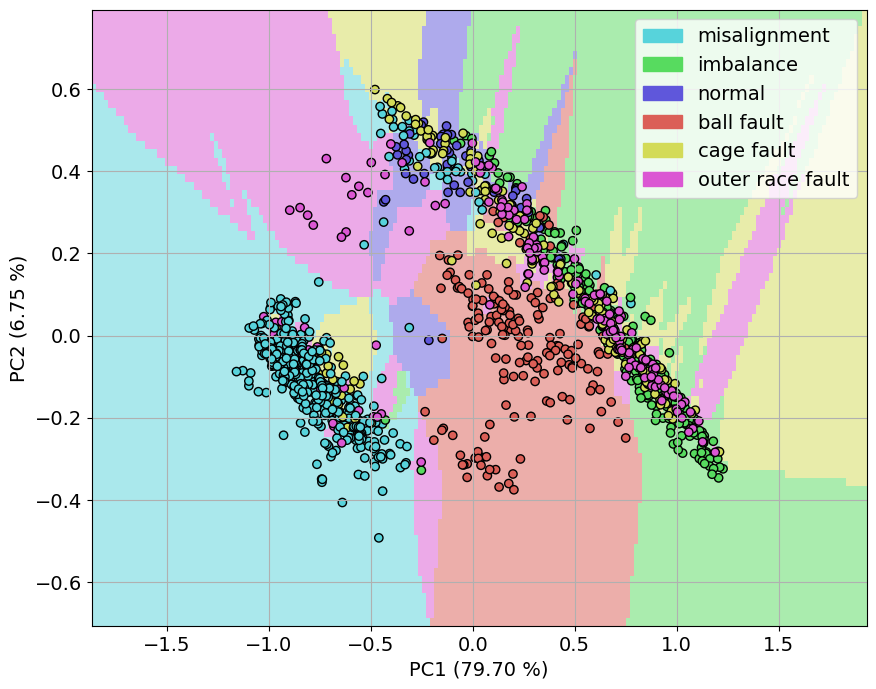 misalignment
imbalance
normal
ball fault
cage fault
outer race fault
0.6
0.4
0.2
0.0
−0.2
−0.4
−0.6
PC2 (6.75 %)
−1.5
−1.0
−0.5
0.0
0.5
1.0
1.5
PC1 (79.70 %)